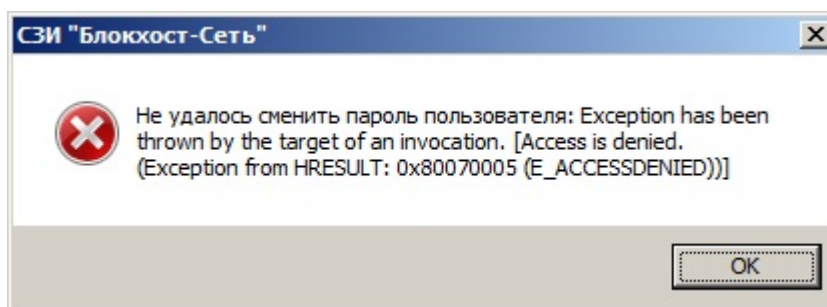 СЗИ "Блокхост-Сеть"
Не удалось сменить пароль пользователя: Exception has been
thrown by the target of an invocation. [Access is denied.
(Exception from HRESULT: 0x80070005 (E_ACCESSDENIED))]
OK